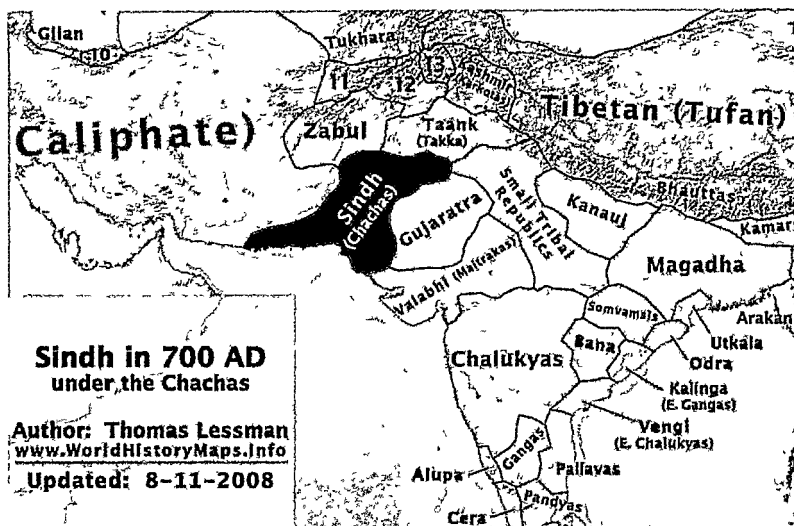 Gilan
10
Tukhara
11
12
13
Kashmir
(Karkotas)
Tibetan (Tufan)
Caliphate)
Zabul
Taank
(Takka)
Sindh
(Chachas)
Gujaratra
Small Tribal
Republics
Kanauj
Bhauttas
Kamar
Valabhi (Maitrakas)
Magadha
Somvamsis
Arakan
Utkala
Chalukyas
Bana
Odra
Kalinga
(E. Gangas)
Vengi
(E. Chalukyas)
Gangas
Alupa
Pallavas
Pandyas
Cera
Sindh in 700 AD
under the Chachas
Author: Thomas Lessman
www.WorldHistoryMaps.Info
Updated: 8-11-2008